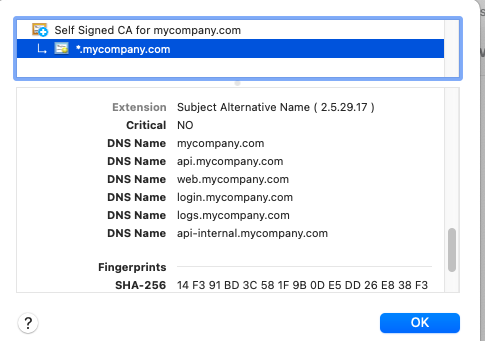 Self Signed CA for mycompany.com
*.mycompany.com
Extension Subject Alternative Name ( 2.5.29.17 )
Critical NO
DNS Name mycompany.com
DNS Name api.mycompany.com
DNS Name web.mycompany.com
DNS Name login.mycompany.com
DNS Name logs.mycompany.com
DNS Name api-internal.mycompany.com
Fingerprints
SHA-256 14 F3 91 BD 3C 58 1F 9B 0D E5 DD 26 E8 38 F3
?
OK